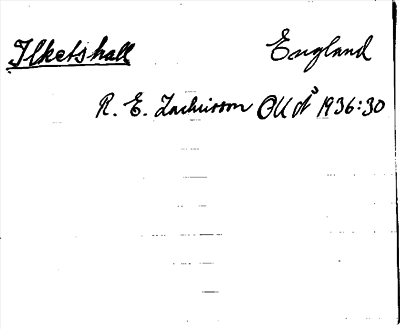 Ilketshall England
R. E. Zachrisson OUÅ 1936:30